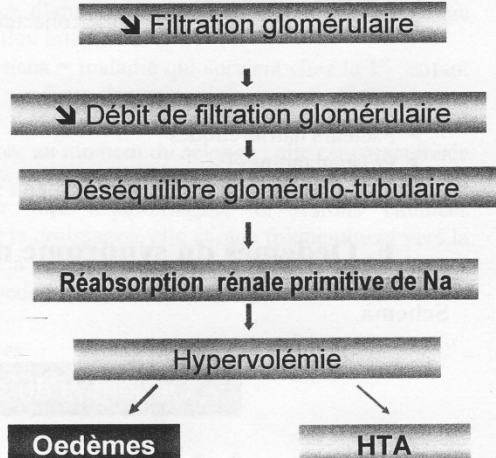 ↘ Filtration glomérulaire
↘ Débit de filtration glomérulaire
Déséquilibre glomérulo-tubulaire
Réabsorption rénale primitive de Na
Hypervolémie
Oedèmes
HTA